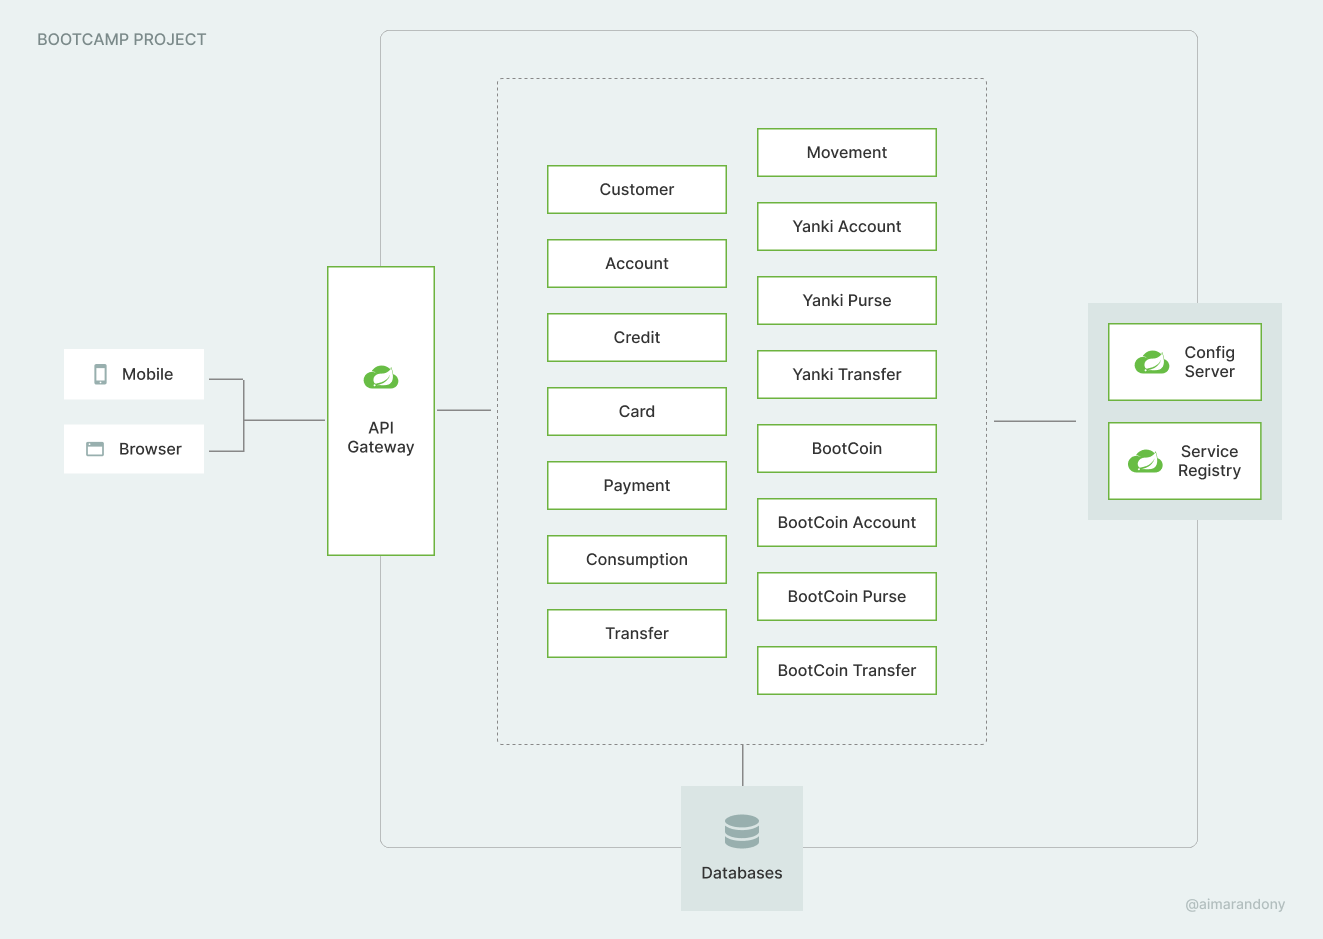 BOOTCAMP PROJECT
Mobile
Browser
API
Gateway
Customer
Account
Credit
Card
Payment
Consumption
Transfer
Movement
Yanki Account
Yanki Purse
Yanki Transfer
BootCoin
BootCoin Account
BootCoin Purse
BootCoin Transfer
Config
Server
Service
Registry
Databases
@aimarandony